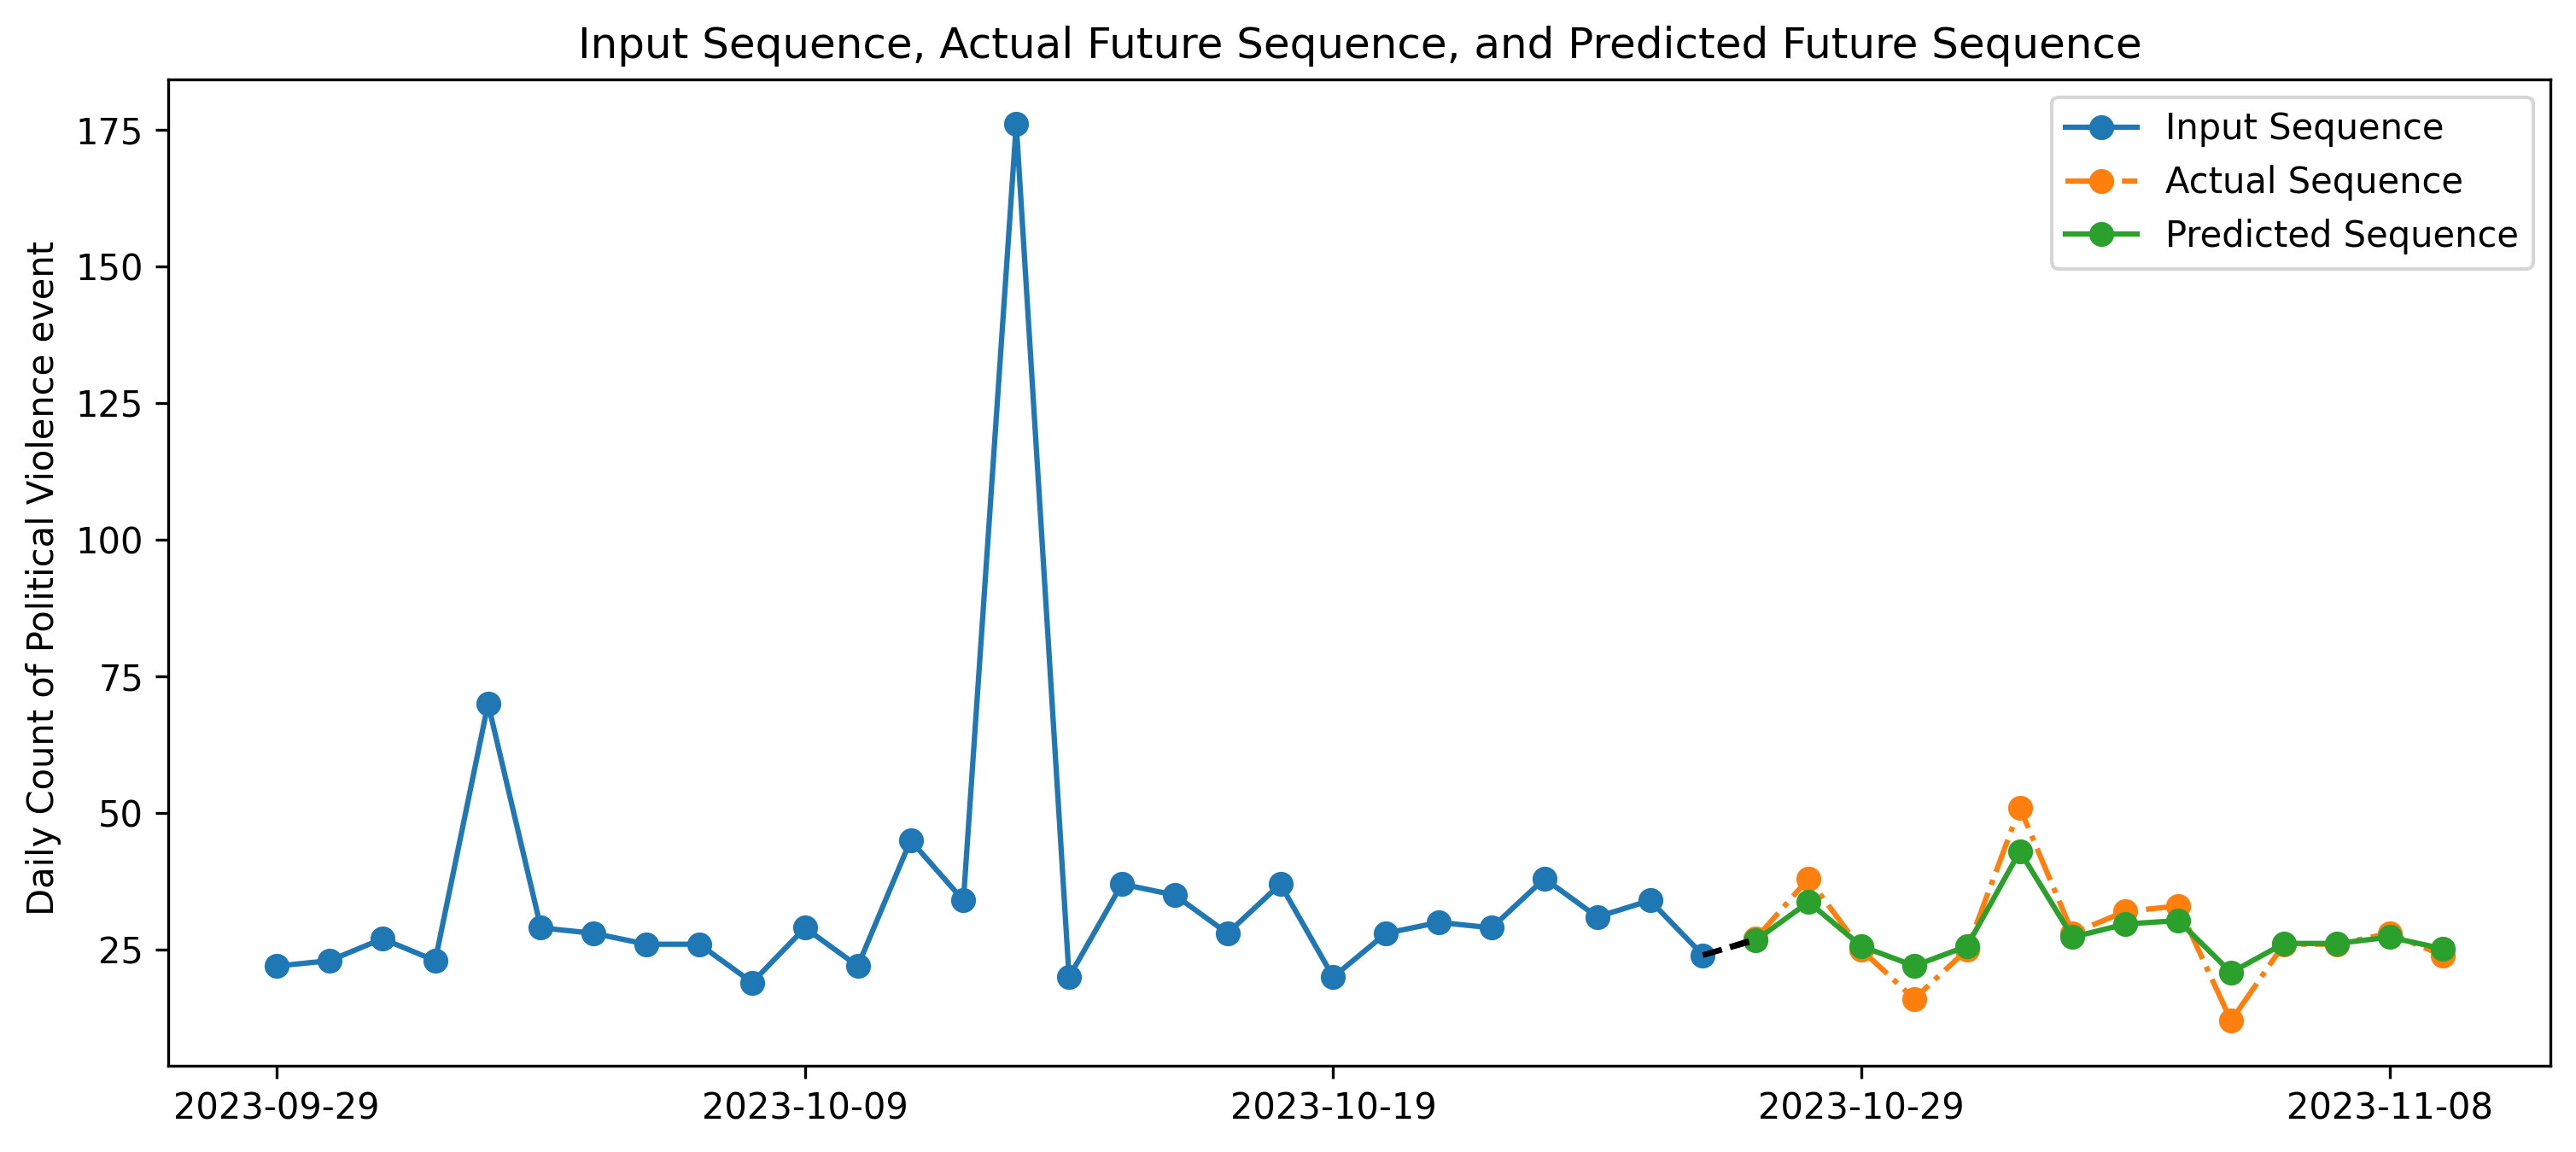 Input Sequence, Actual Future Sequence, and Predicted Future Sequence
Daily Count of Political Violence event
175
150
125
100
75
50
25
Input Sequence
Actual Sequence
Predicted Sequence
2023-09-29
2023-10-09
2023-10-19
2023-10-29
2023-11-08